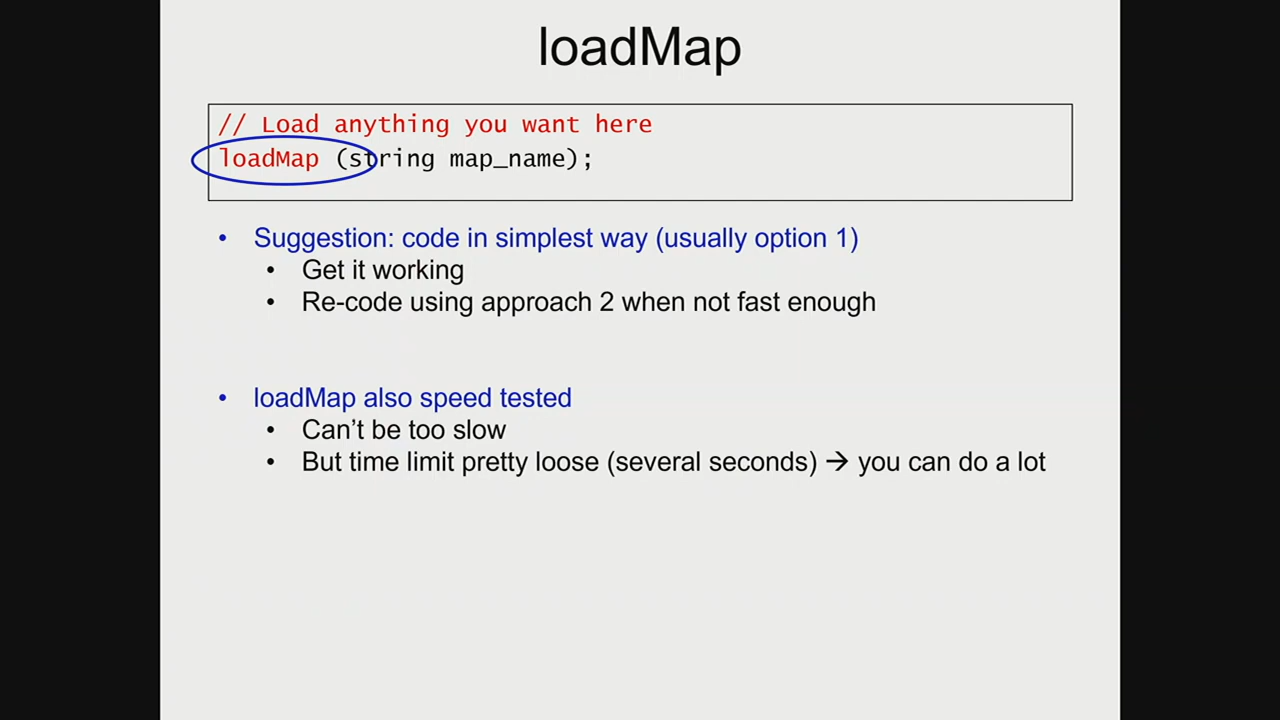 loadMap
// Load anything you want here
loadMap (string map_name);
• Suggestion: code in simplest way (usually option 1)
• Get it working
• Re-code using approach 2 when not fast enough
• loadMap also speed tested
• Can’t be too slow
• But time limit pretty loose (several seconds) → you can do a lot